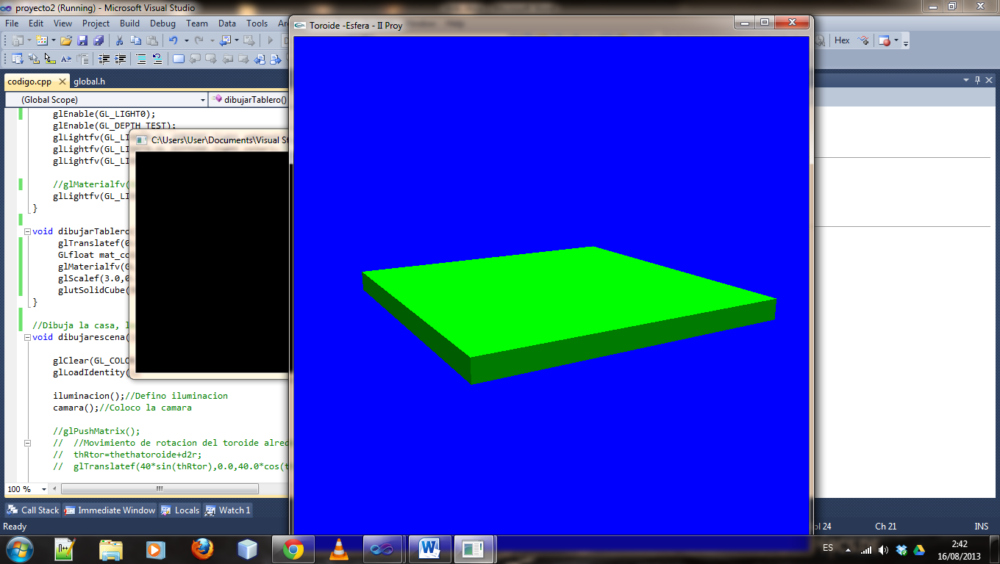 proyecto2 (Running) - Microsoft Visual Studio
File Edit View Project Build Debug Team Data Tools
Toroide -Esfera - II Proy
Hex
codigo.cpp global.h
(Global Scope) dibujarTablero()
glEnable(GL_LIGHT0);
glEnable(GL_DEPTH_TEST);
glLightfv(GL_LI
glLightfv(GL_LI
glLightfv(GL_LI
//glMaterialfv(
glLightfv(GL_LI
}
C:\Users\User\Documents\Visual St
void dibujarTablero
glTranslatef(0
GLfloat mat_co
glMaterialfv(G
glScalef(3.0,0
glutSolidCube(
}
//Dibuja la casa, l
void dibujarescena(
glClear(GL_COLO
glLoadIdentity(
iluminacion();//Defino iluminacion
camara();//Coloco la camara
//glPushMatrix();
// //Movimiento de rotacion del toroide alred
// thRtor=thethatoroide+d2r;
// glTranslatef(40*sin(thRtor),0.0,40.0*cos(t
100 %
Call Stack Immediate Window Locals Watch 1
Ready ol 24 Ch 21 INS
ES
2:42
16/08/2013